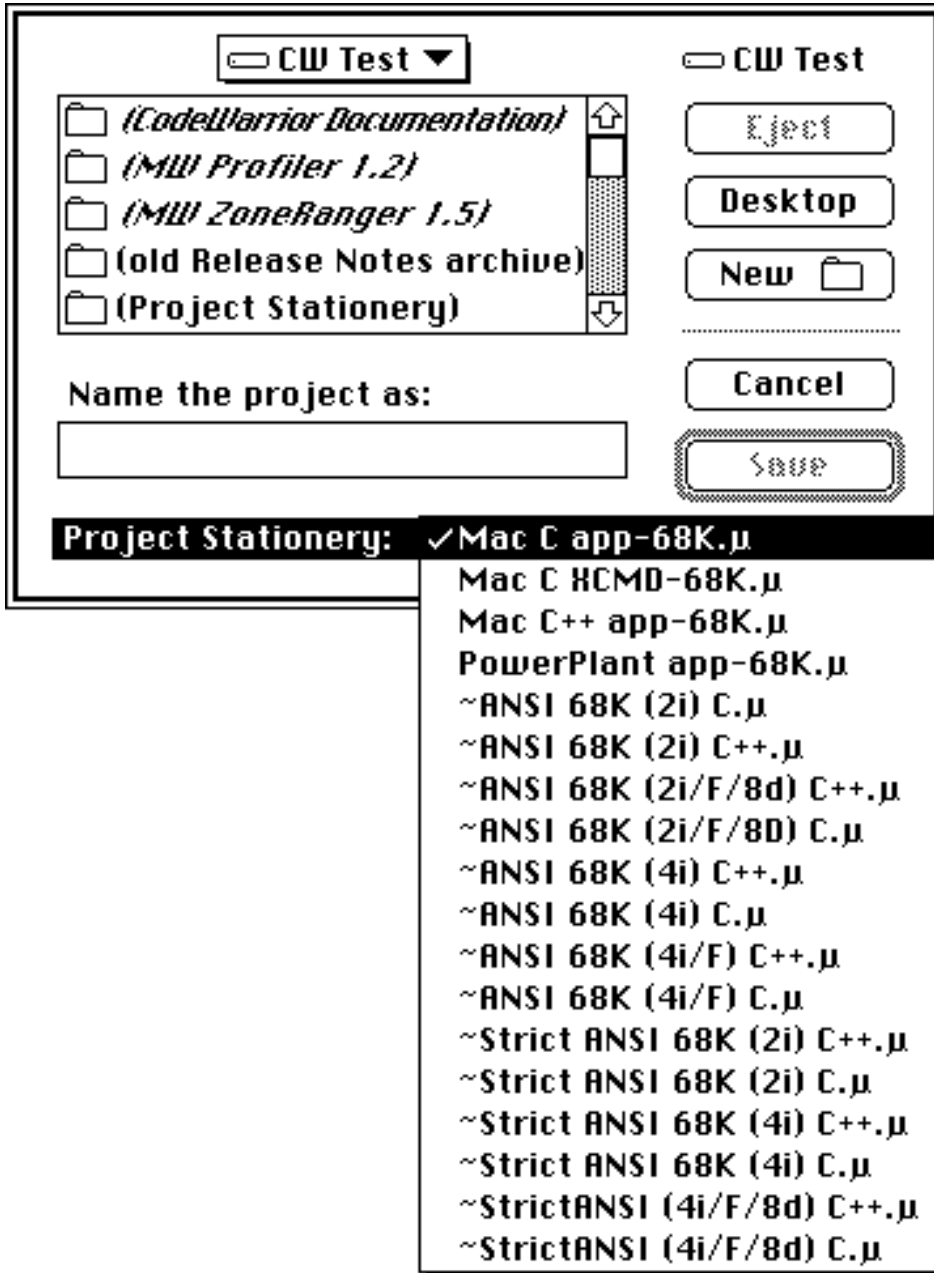 CW Test
CW Test
(CodeWarrior Documentation)
(MW Profiler 1.2)
(MW ZoneRanger 1.5)
(old Release Notes archive)
(Project Stationery)
Eject
Desktop
New
Name the project as:
Cancel
Save
Project Stationery: ✓Mac C app-68K.µ
Mac C XCMD-68K.µ
Mac C++ app-68K.µ
PowerPlant app-68K.µ
~ANSI 68K (2i) C.µ
~ANSI 68K (2i) C++.µ
~ANSI 68K (2i/F/8d) C++.µ
~ANSI 68K (2i/F/8D) C.µ
~ANSI 68K (4i) C++.µ
~ANSI 68K (4i) C.µ
~ANSI 68K (4i/F) C++.µ
~ANSI 68K (4i/F) C.µ
~Strict ANSI 68K (2i) C++.µ
~Strict ANSI 68K (2i) C.µ
~Strict ANSI 68K (4i) C++.µ
~Strict ANSI 68K (4i) C.µ
~StrictANSI (4i/F/8d) C++.µ
~StrictANSI (4i/F/8d) C.µ